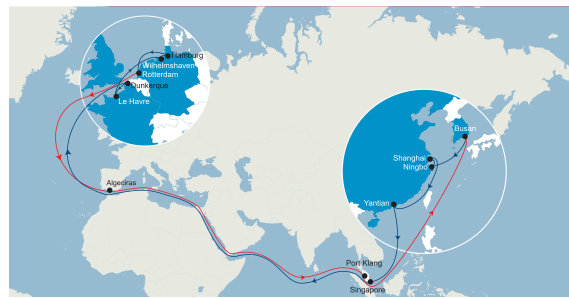 Hamburg
Wilhelmshaven
Rotterdam
Dunkerque
Le Havre
Algeciras
Busan
Shanghai
Ningbo
Yantian
Port Klang
Singapore